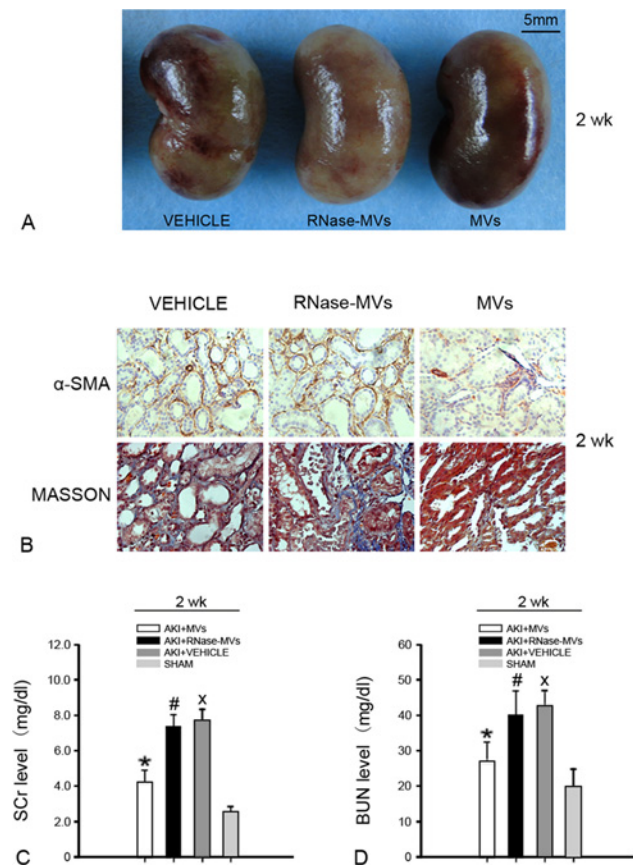 5mm
2 wk
VEHICLE RNase-MVs MVs
A
VEHICLE RNase-MVs MVs
α-SMA
2 wk
MASSON
B
2 wk
AKI+MVs
AKI+RNase-MVs
AKI+VEHICLE
SHAM
SCr level (mg/dl)
12.0
10.0
8.0
6.0
4.0
2.0
0.0
* # x
C
2 wk
AKI+MVs
AKI+RNase-MVs
AKI+VEHICLE
SHAM
BUN level (mg/dl)
60
50
40
30
20
10
0
* # x
D